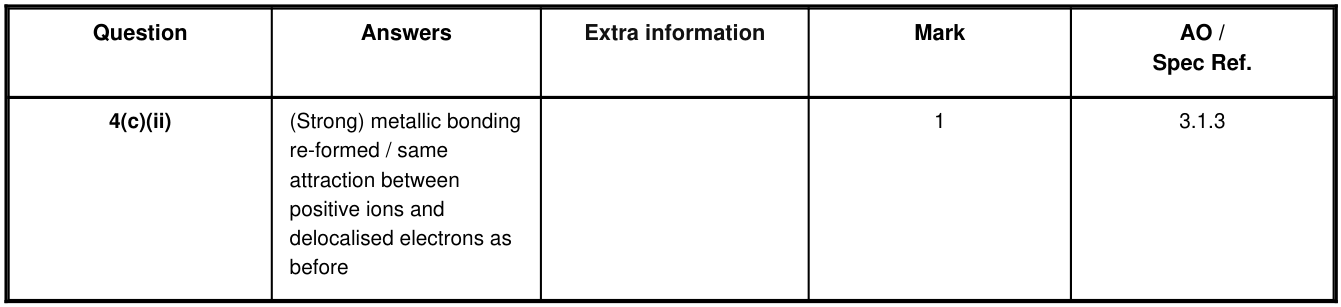 Question Answers Extra information Mark AO /
Spec Ref.
4(c)(ii) (Strong) metallic bonding 1 3.1.3
re-formed / same
attraction between
positive ions and
delocalised electrons as
before